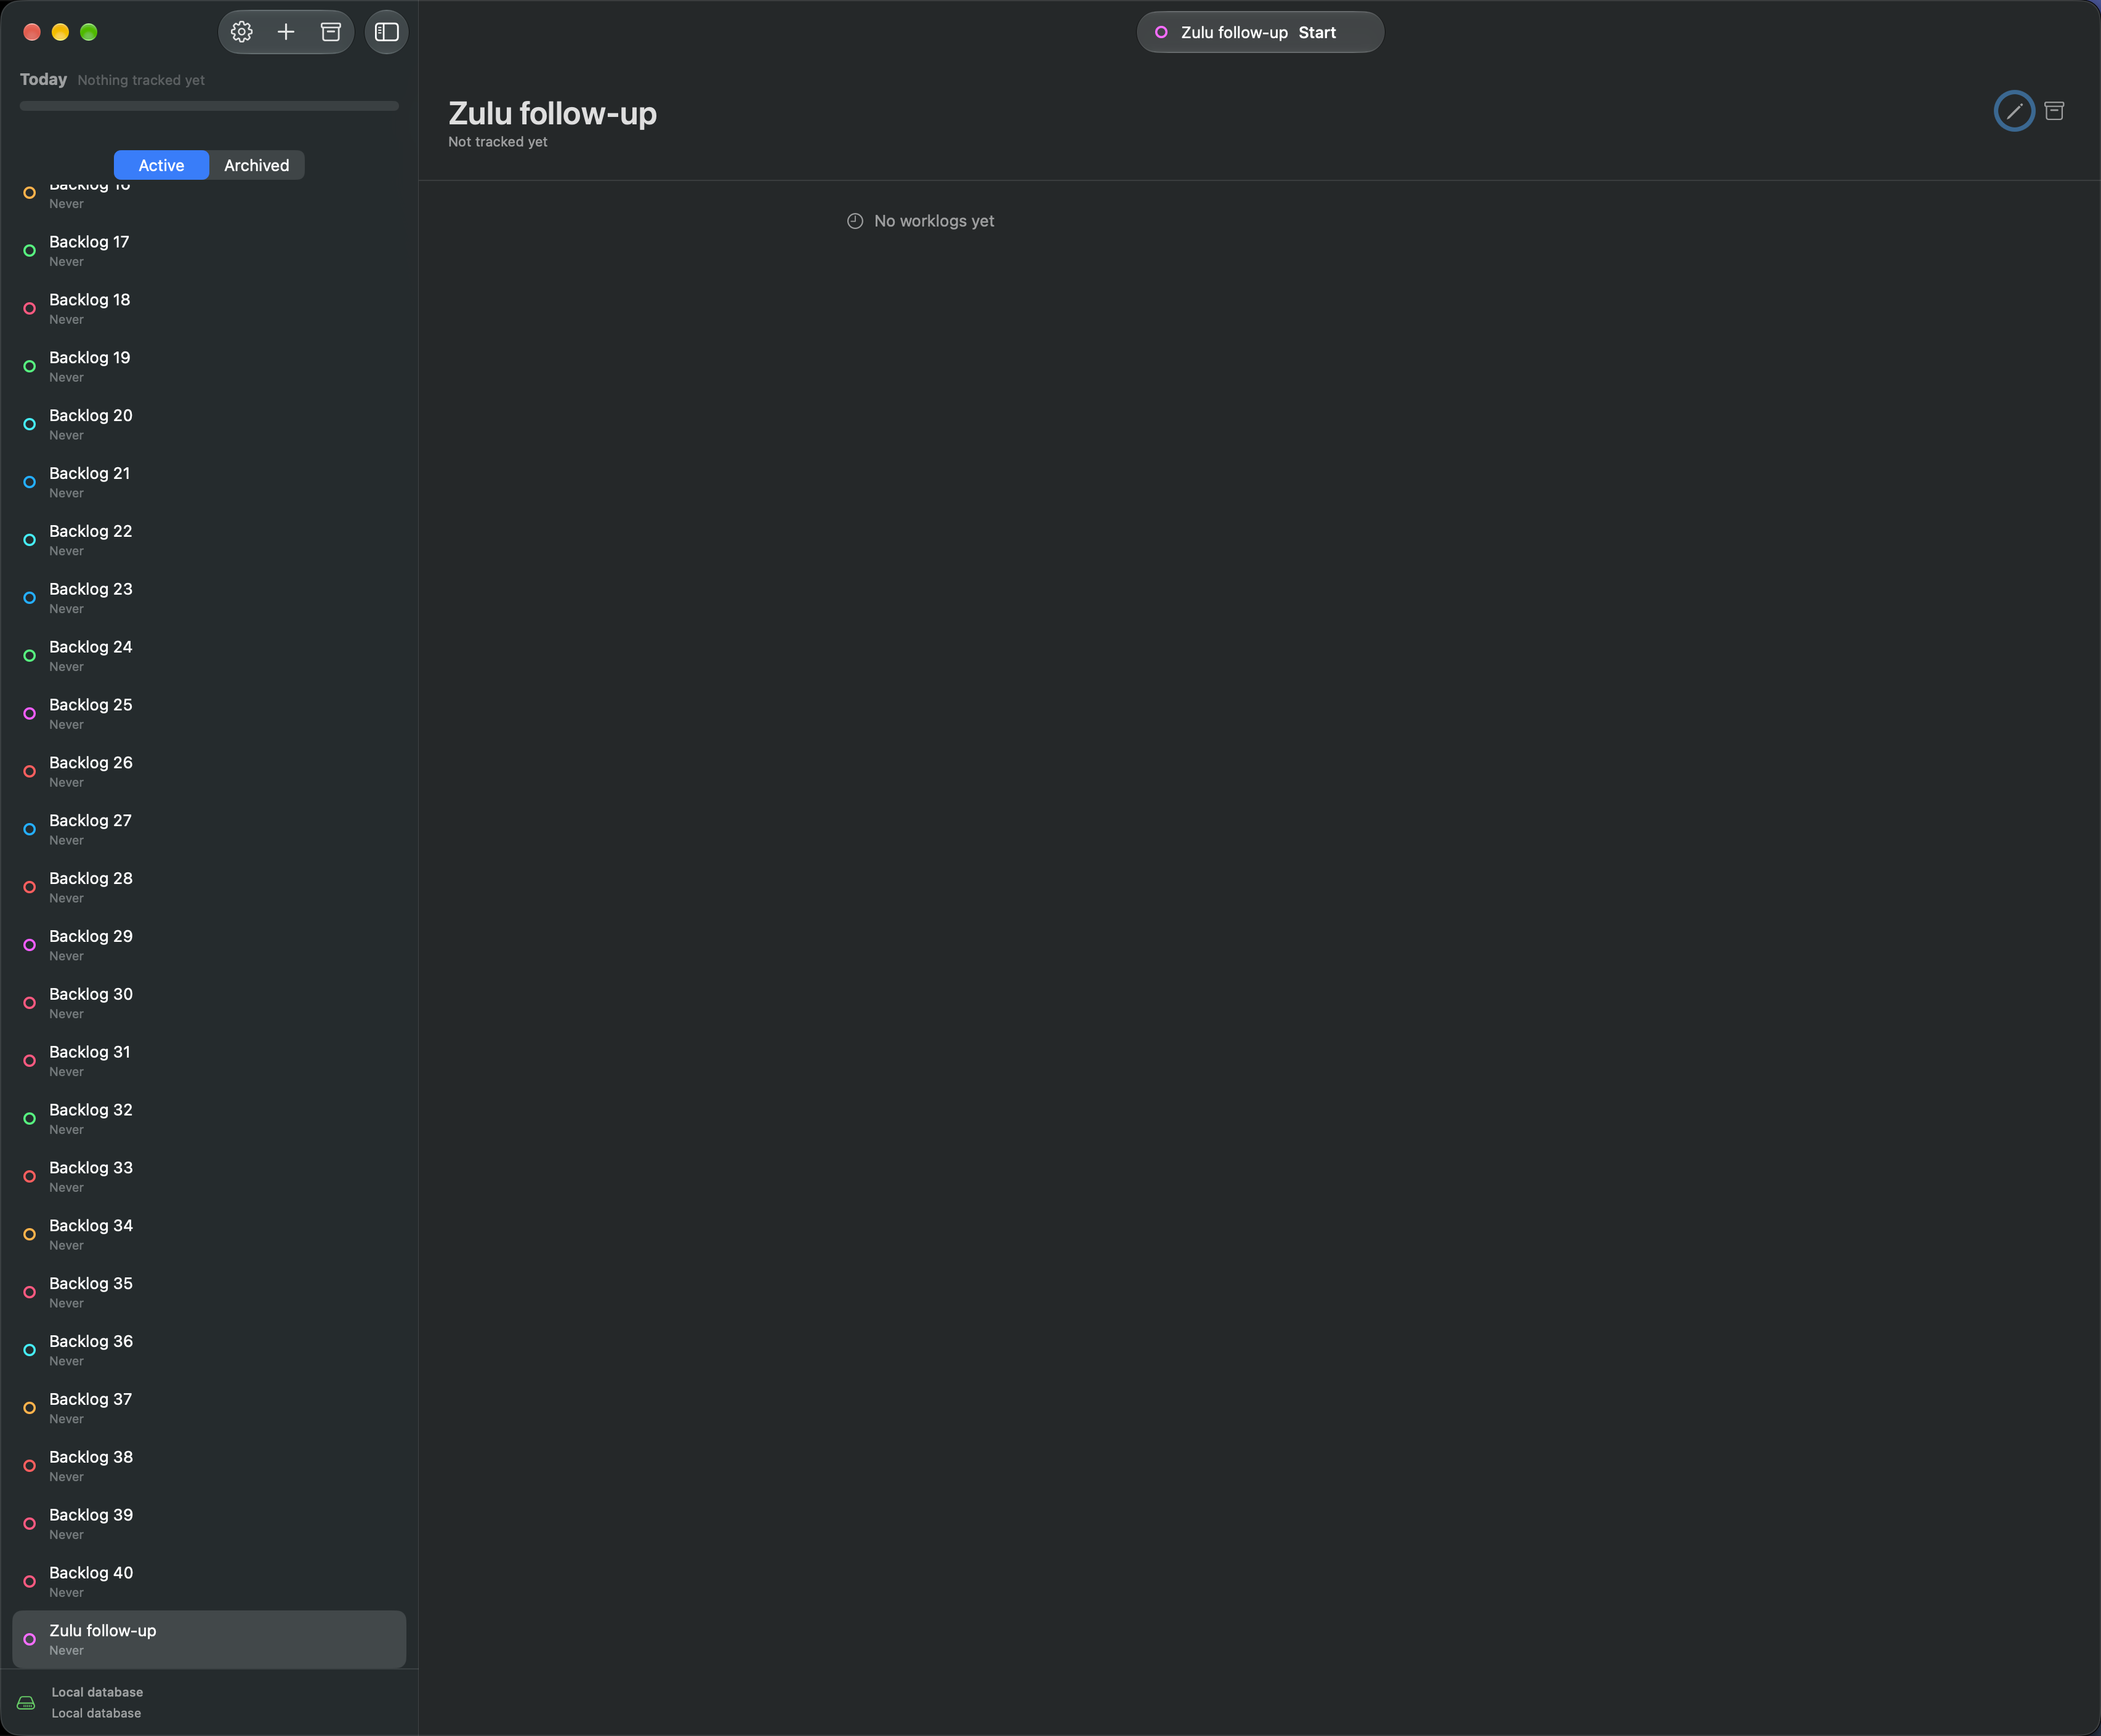 Zulu follow-up Start
Today Nothing tracked yet
Active Archived
Backlog 16
Never
Backlog 17
Never
Backlog 18
Never
Backlog 19
Never
Backlog 20
Never
Backlog 21
Never
Backlog 22
Never
Backlog 23
Never
Backlog 24
Never
Backlog 25
Never
Backlog 26
Never
Backlog 27
Never
Backlog 28
Never
Backlog 29
Never
Backlog 30
Never
Backlog 31
Never
Backlog 32
Never
Backlog 33
Never
Backlog 34
Never
Backlog 35
Never
Backlog 36
Never
Backlog 37
Never
Backlog 38
Never
Backlog 39
Never
Backlog 40
Never
Zulu follow-up
Never
Local database
Local database
Zulu follow-up
Not tracked yet
No worklogs yet